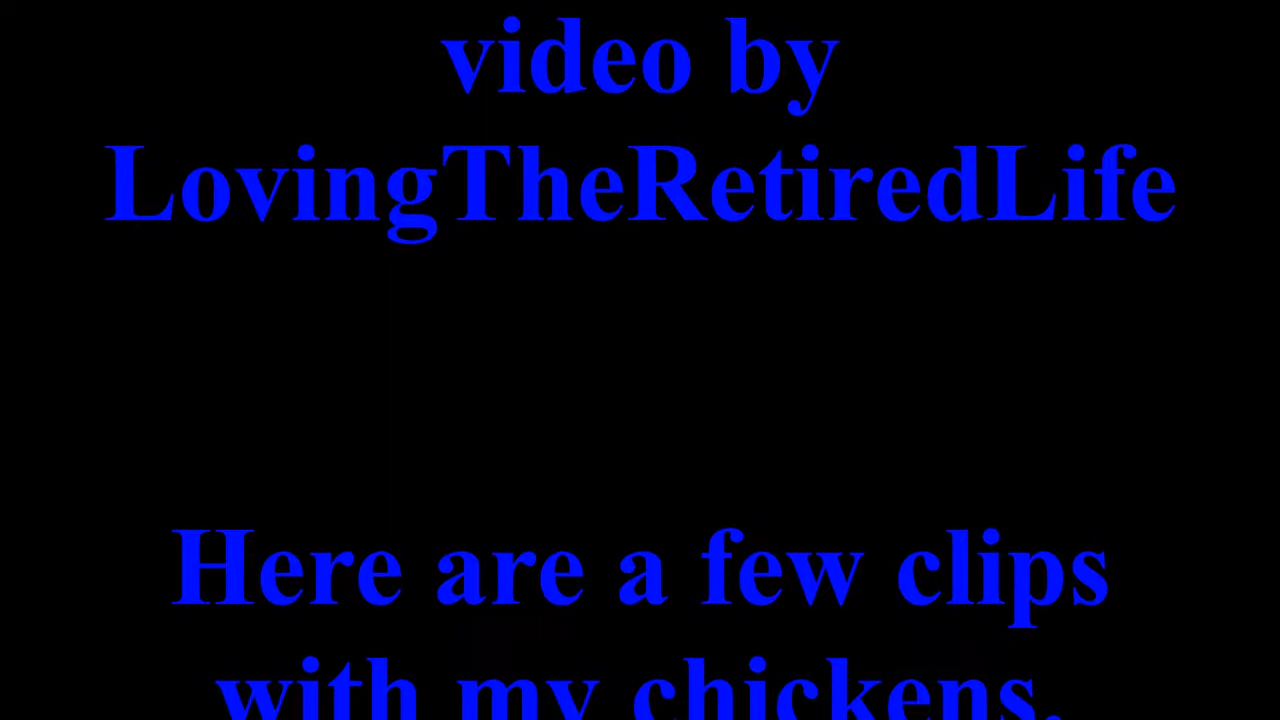 video by
LovingTheRetiredLife
Here are a few clips
with my chickens.